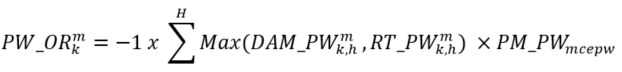 PW_OR_k^m = −1 x ∑^H Max(DAM_PW_{k,h}^m , RT_PW_{k,h}^m) × PM_PW_{mcepw}